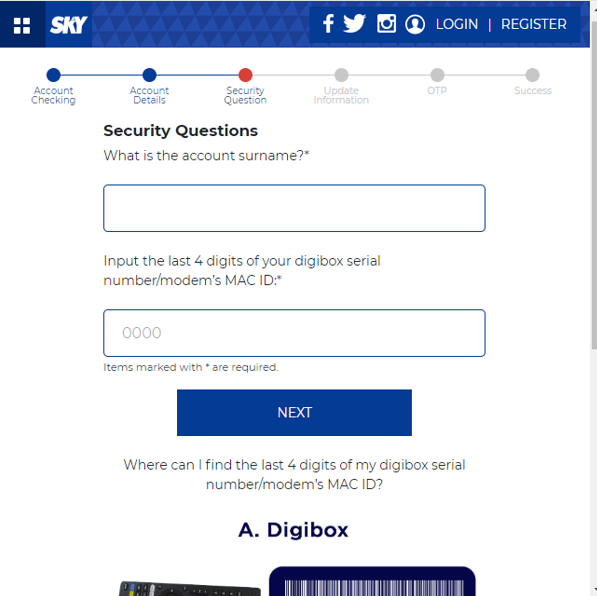 SKY
LOGIN | REGISTER
Account Checking
Account Details
Security Question
Update Information
OTP
Success
Security Questions
What is the account surname?*
Input the last 4 digits of your digibox serial
number/modem's MAC ID:*
0000
Items marked with * are required.
NEXT
Where can I find the last 4 digits of my digibox serial
number/modem's MAC ID?
A. Digibox